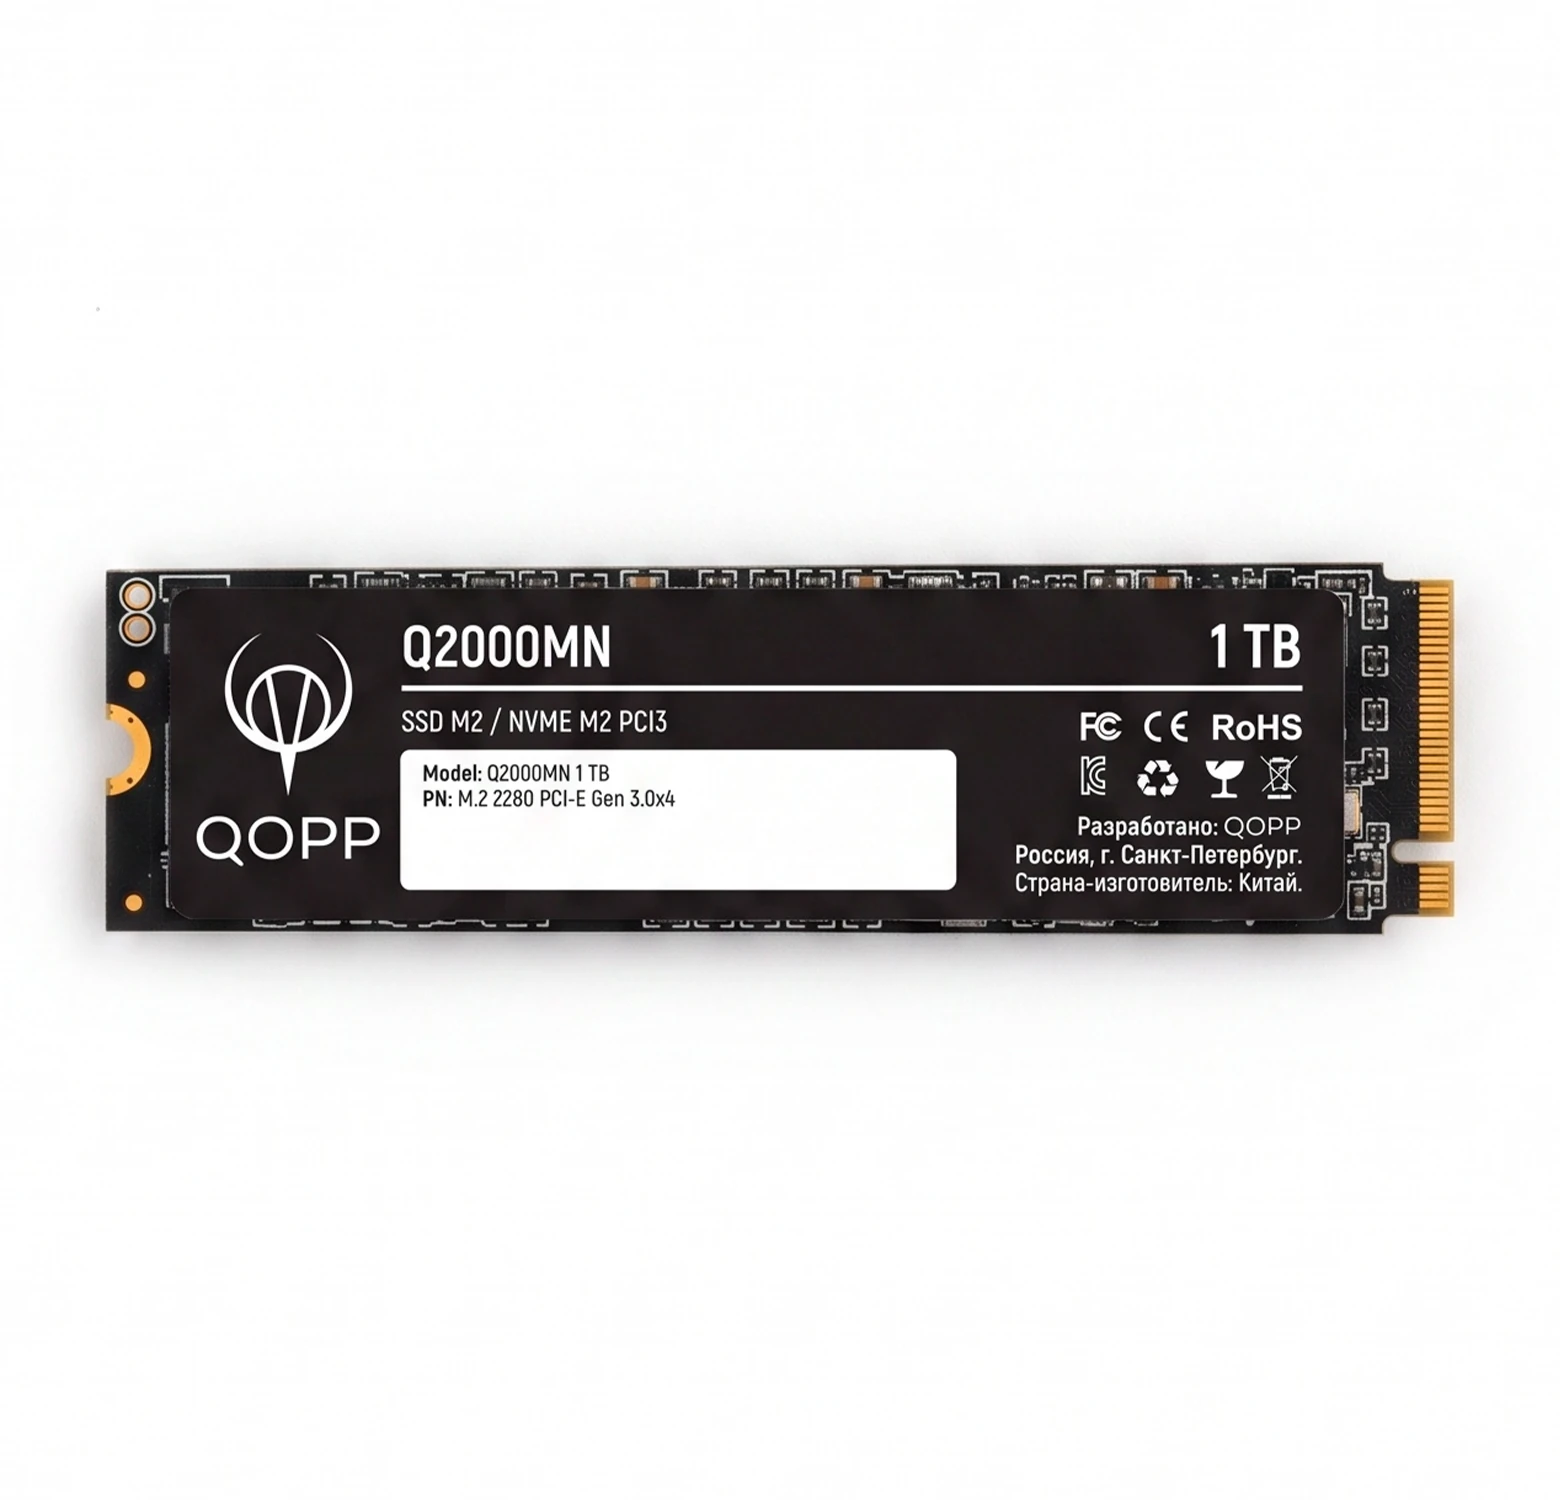 Q2000MN
1 TB
SSD M2 / NVME M2 PCI3
Model: Q2000MN 1 TB
PN: M.2 2280 PCI-E Gen 3.0x4
QOPP
FC CE RoHS
Разработано: QOPP
Россия, г. Санкт-Петербург.
Страна-изготовитель: Китай.